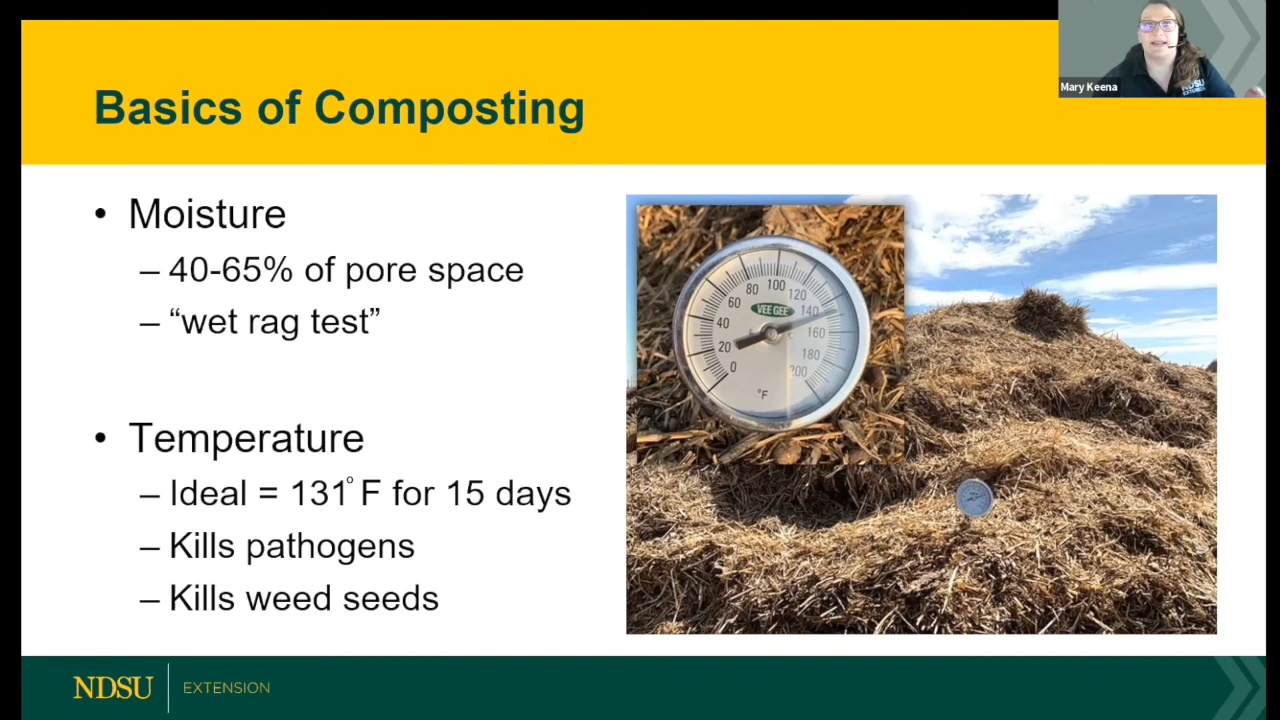 Mary Keena
NDSU
EXTENSION
Basics of Composting
• Moisture
– 40-65% of pore space
– “wet rag test”
• Temperature
– Ideal = 131° F for 15 days
– Kills pathogens
– Kills weed seeds
0
20
40
60
80
100
120
140
160
180
200
VEE GEE
°F
NDSU
EXTENSION